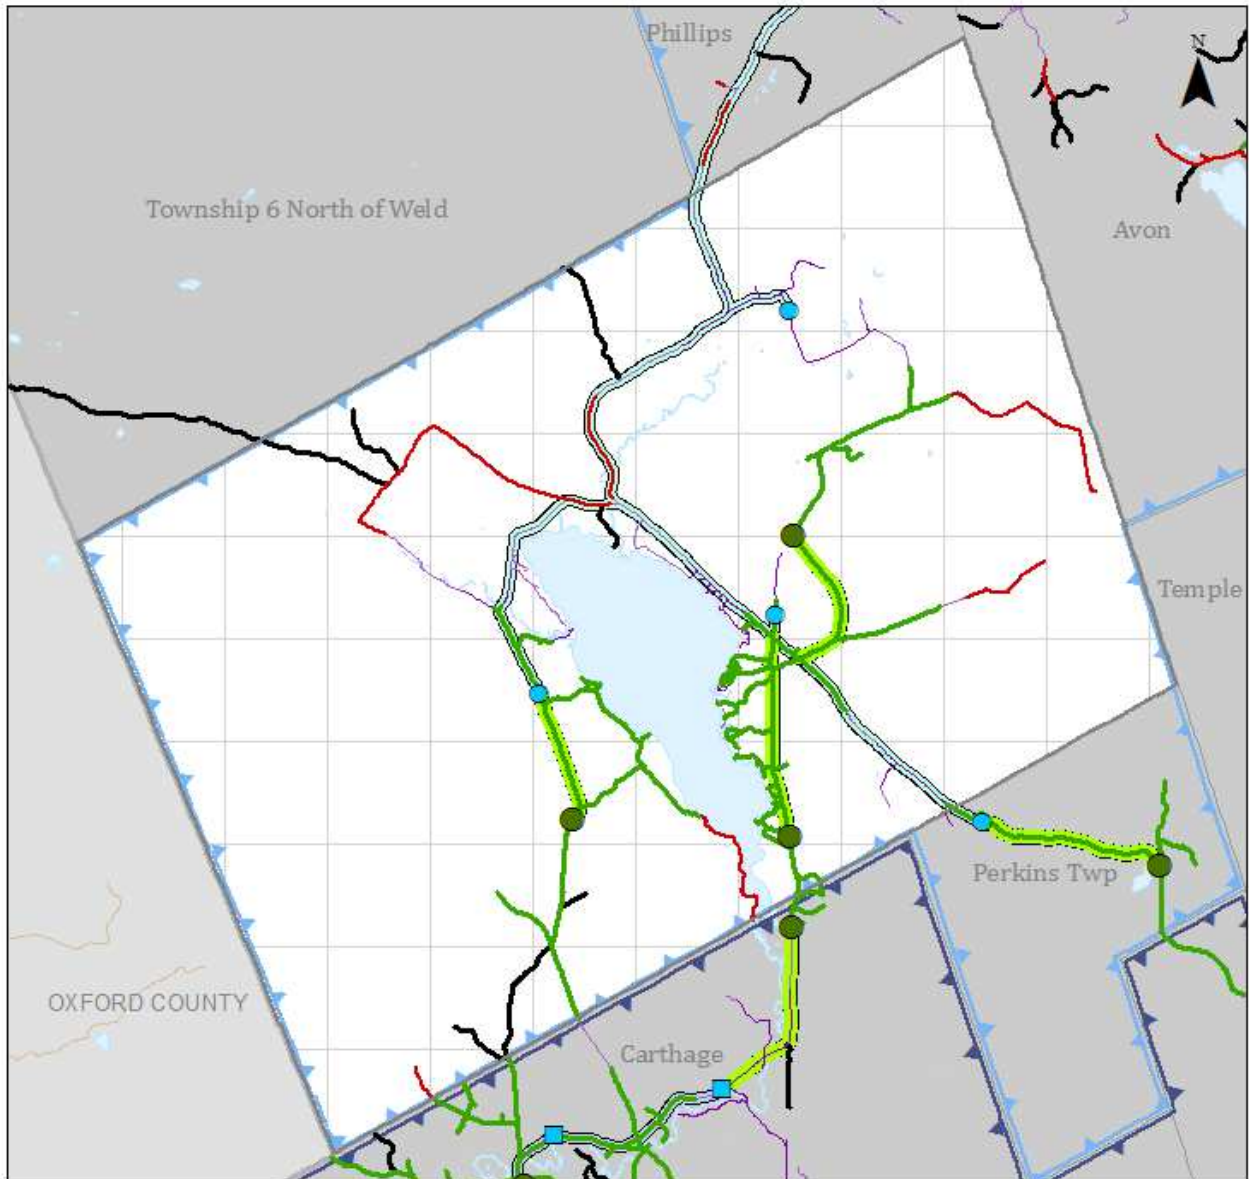 Phillips
N
Township 6 North of Weld
Avon
Temple
Perkins Twp
OXFORD COUNTY
Carthage